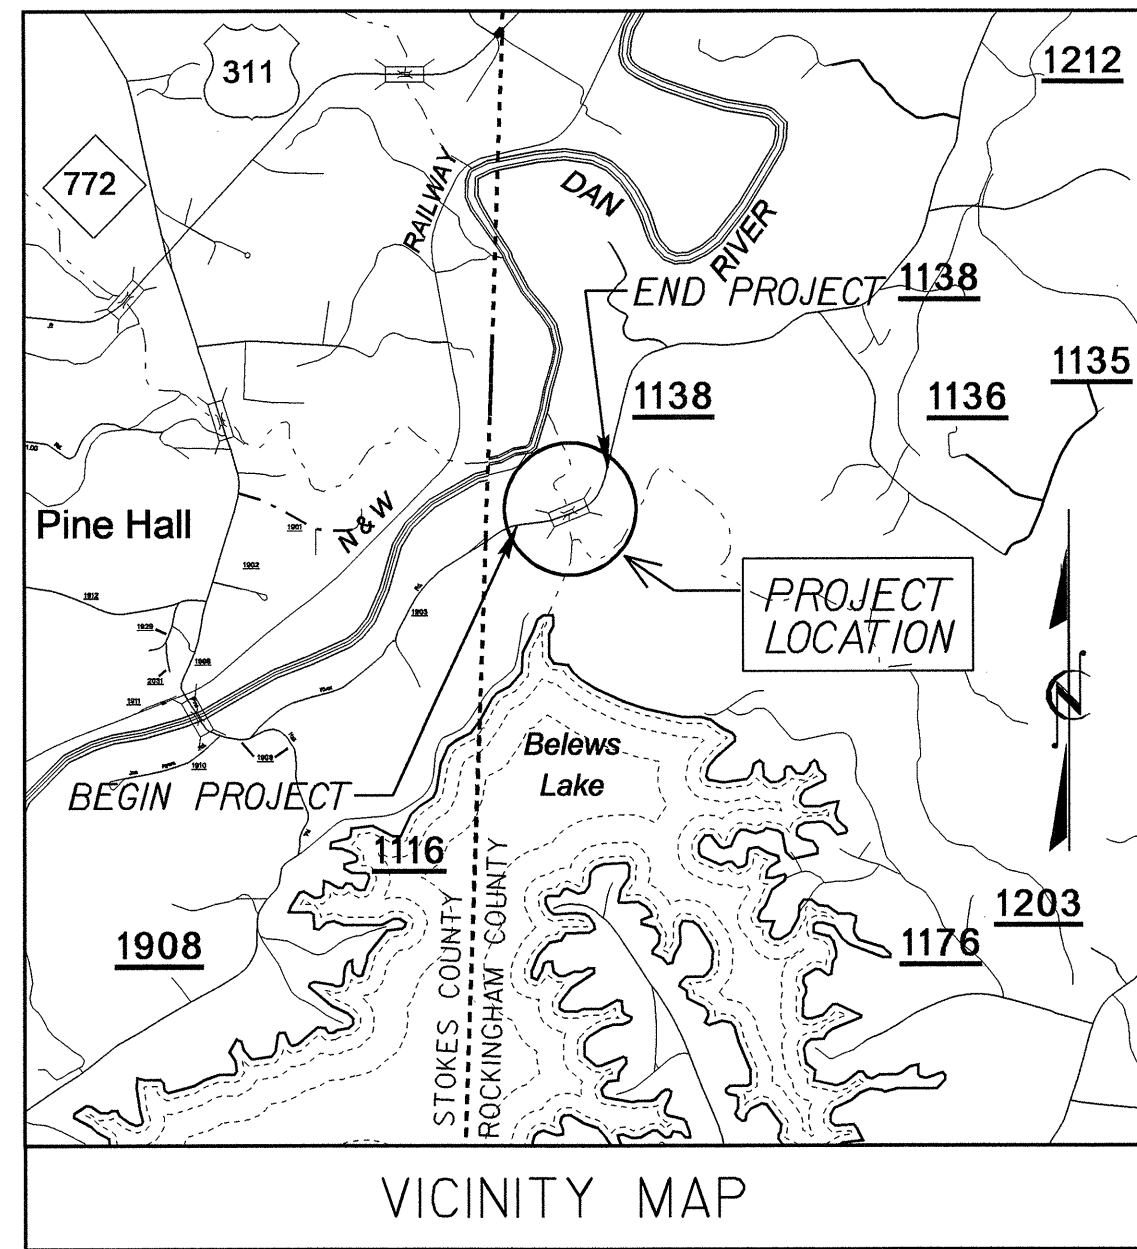 1212
311
772
RAILWAY
DAN
RIVER
END PROJECT
1138
1135
1138
1136
Pine Hall
N & W
1901
1902
1912
1903
Rd.
PROJECT
LOCATION
1929
1911
1910
1909
River
Belews
Lake
BEGIN PROJECT
1116
1203
1908
1176
STOKES COUNTY
ROCKINGHAM COUNTY
N
VICINITY MAP